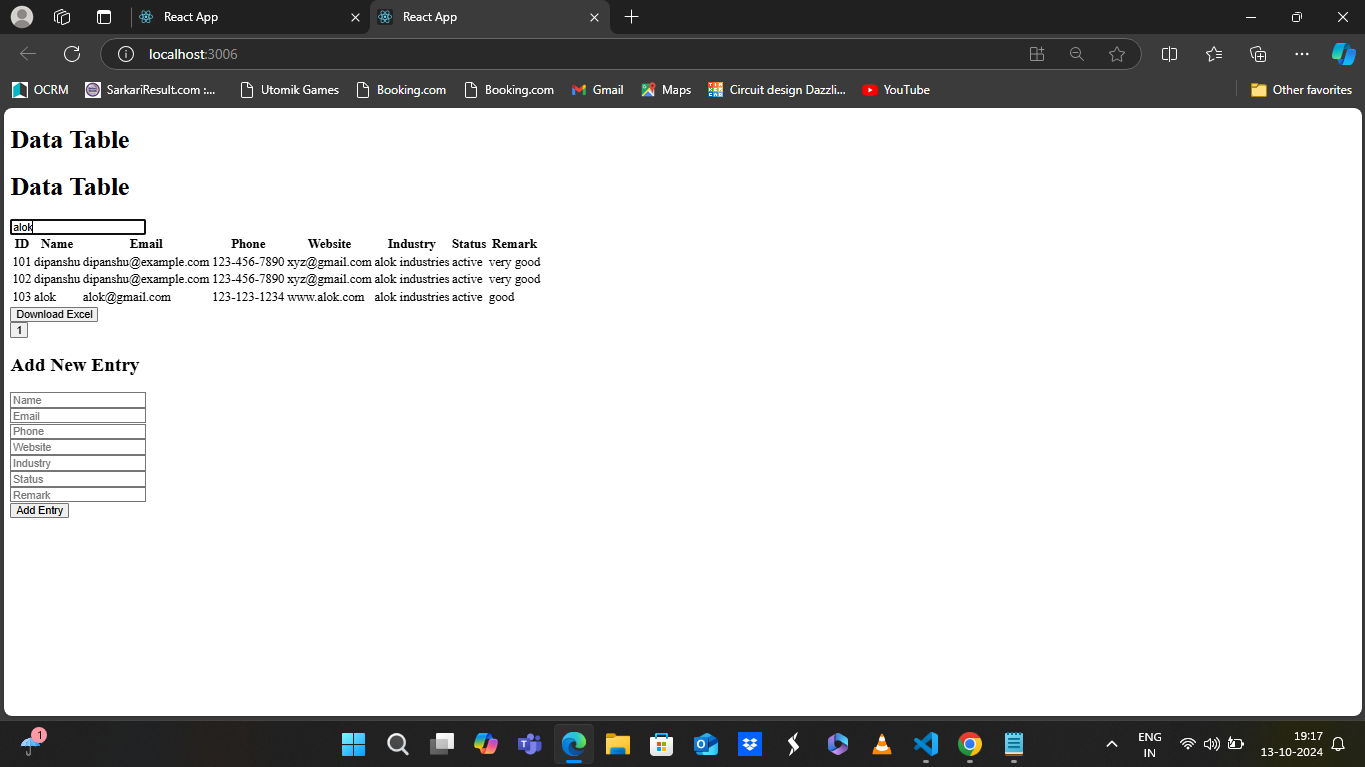 React App
React App
localhost:3006
OCRM
SarkariResult.com :...
Utomik Games
Booking.com
Booking.com
Gmail
Maps
Circuit design Dazzli...
YouTube
Other favorites
Data Table
Data Table
alok
ID Name Email Phone Website Industry Status Remark
101 dipanshu dipanshu@example.com 123-456-7890 xyz@gmail.com alok industries active very good
102 dipanshu dipanshu@example.com 123-456-7890 xyz@gmail.com alok industries active very good
103 alok alok@gmail.com 123-123-1234 www.alok.com alok industries active good
Download Excel
1
Add New Entry
Name
Email
Phone
Website
Industry
Status
Remark
Add Entry
1
ENG
IN
19:17
13-10-2024